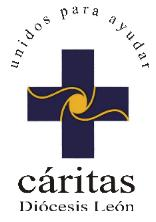 unidos para ayudar
cáritas
Diócesis León